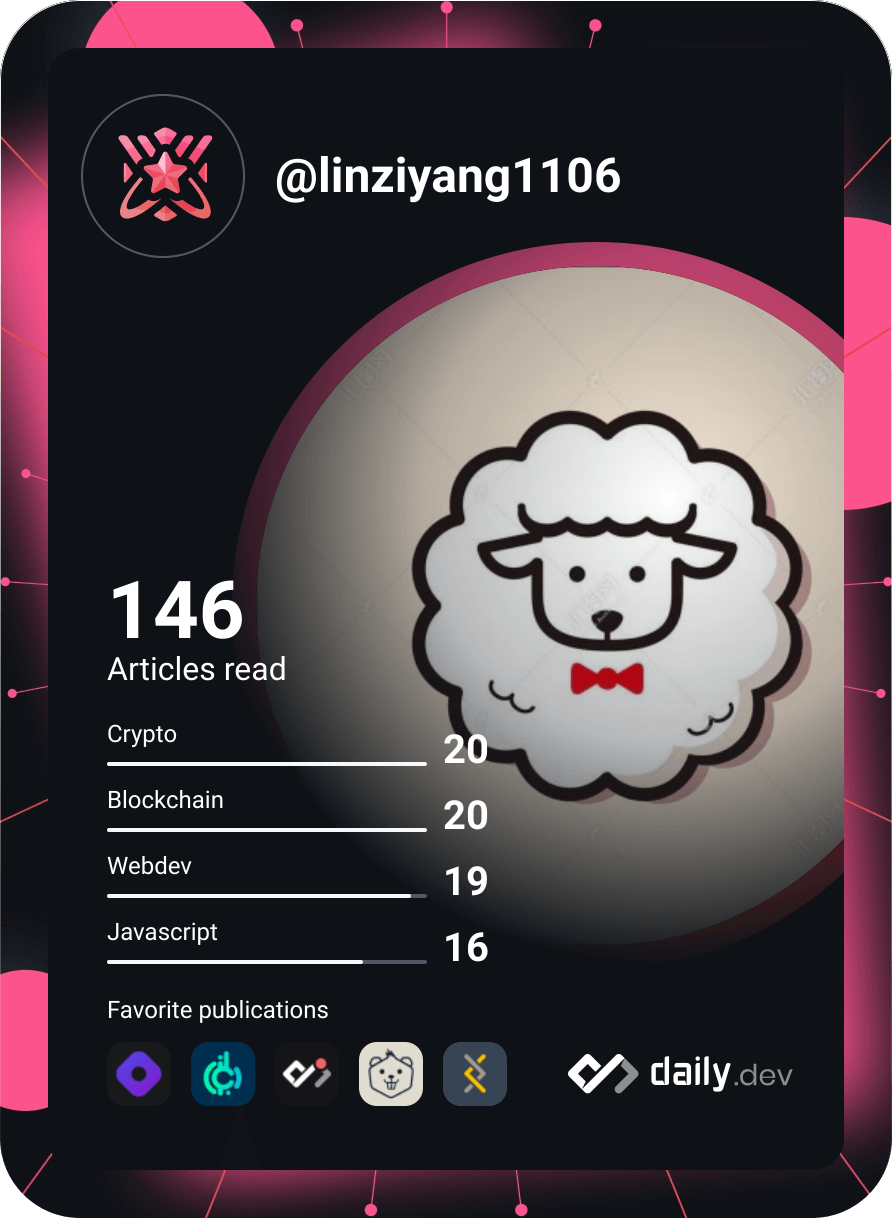 @linziyang1106
146
Articles read
Crypto
20
Blockchain
20
Webdev
19
Javascript
16
Favorite publications
daily.dev